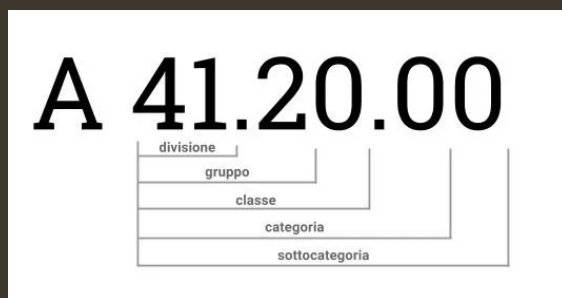 A 41.20.00
divisione
gruppo
classe
categoria
sottocategoria